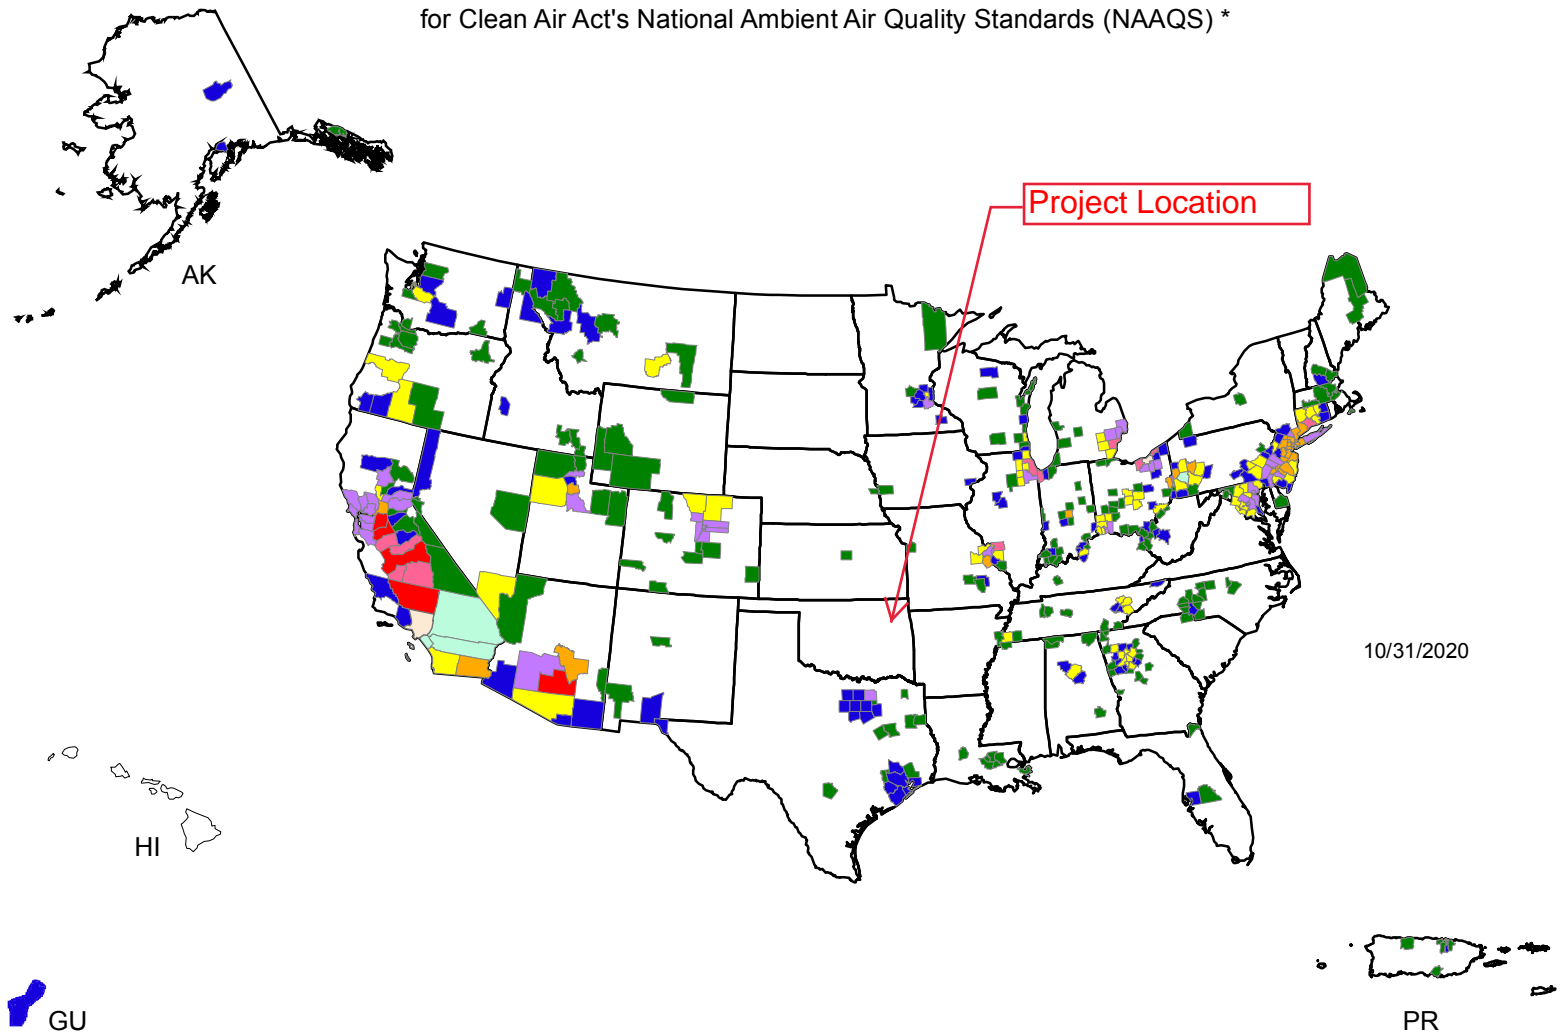 for Clean Air Act's National Ambient Air Quality Standards (NAAQS) *
Project Location
AK
10/31/2020
HI
GU
PR